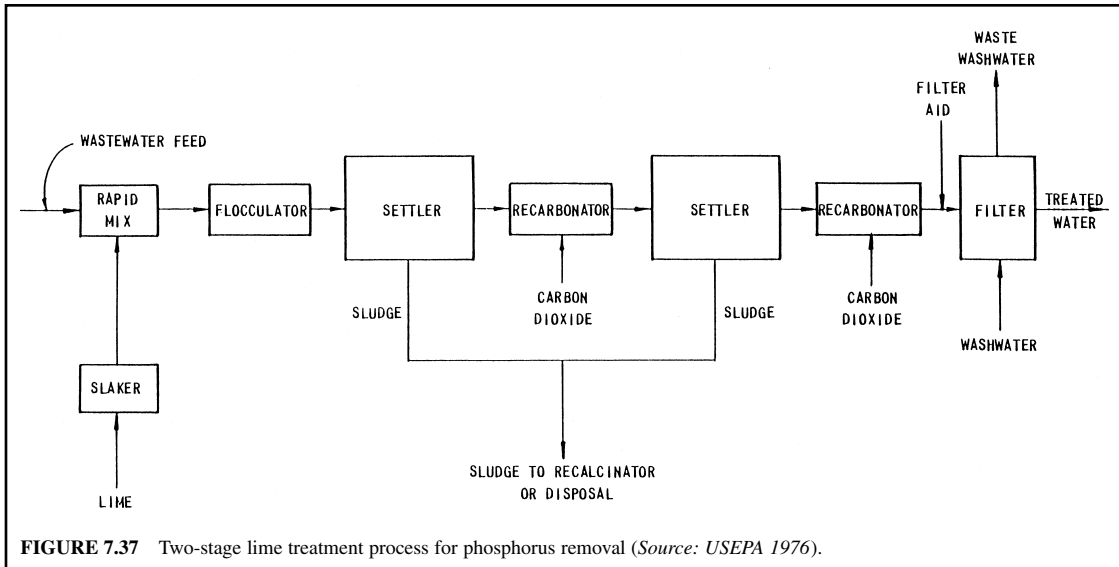 WASTE
WASHWATER
FILTER
AID
WASTEWATER FEED
RAPID
MIX
FLOCCULATOR
SETTLER
RECARBONATOR
SETTLER
RECARBONATOR
FILTER
TREATED
WATER
SLUDGE
CARBON
DIOXIDE
SLUDGE
CARBON
DIOXIDE
WASHWATER
SLAKER
LIME
SLUDGE TO RECALCINATOR
OR DISPOSAL
FIGURE 7.37 Two-stage lime treatment process for phosphorus removal (Source: USEPA 1976).